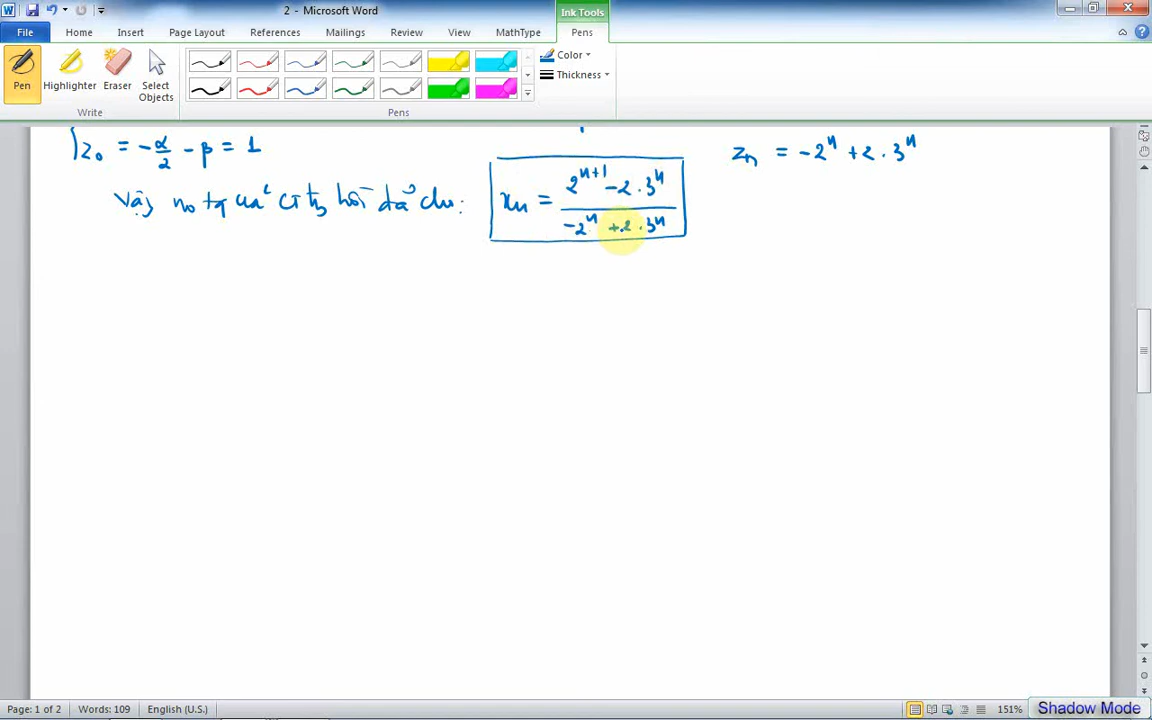 2 - Microsoft Word
Ink Tools
File Home Insert Page Layout References Mailings Review View MathType Pens
Pen Highlighter Eraser Select Objects
Color
Thickness
Write Pens
z₀ = -α/2 - β = 1
zₙ = -2ⁿ + 2 . 3ⁿ
Vậy no tq của CT tr hồi đã cho:
xₙ = (2ⁿ⁺¹ - 2 . 3ⁿ) / (-2ⁿ + 2 . 3ⁿ)
Page: 1 of 2 Words: 109 English (U.S.) 151%
Shadow Mode